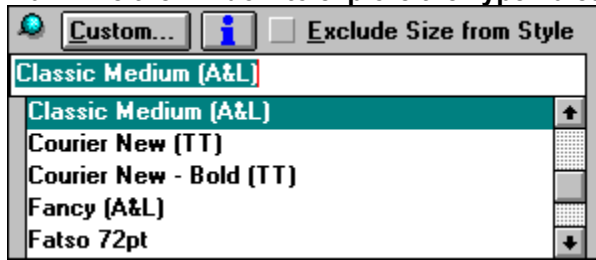 Custom... i Exclude Size from Style
Classic Medium (A&L)
Classic Medium (A&L)
Courier New (TT)
Courier New - Bold (TT)
Fancy (A&L)
Fatso 72pt